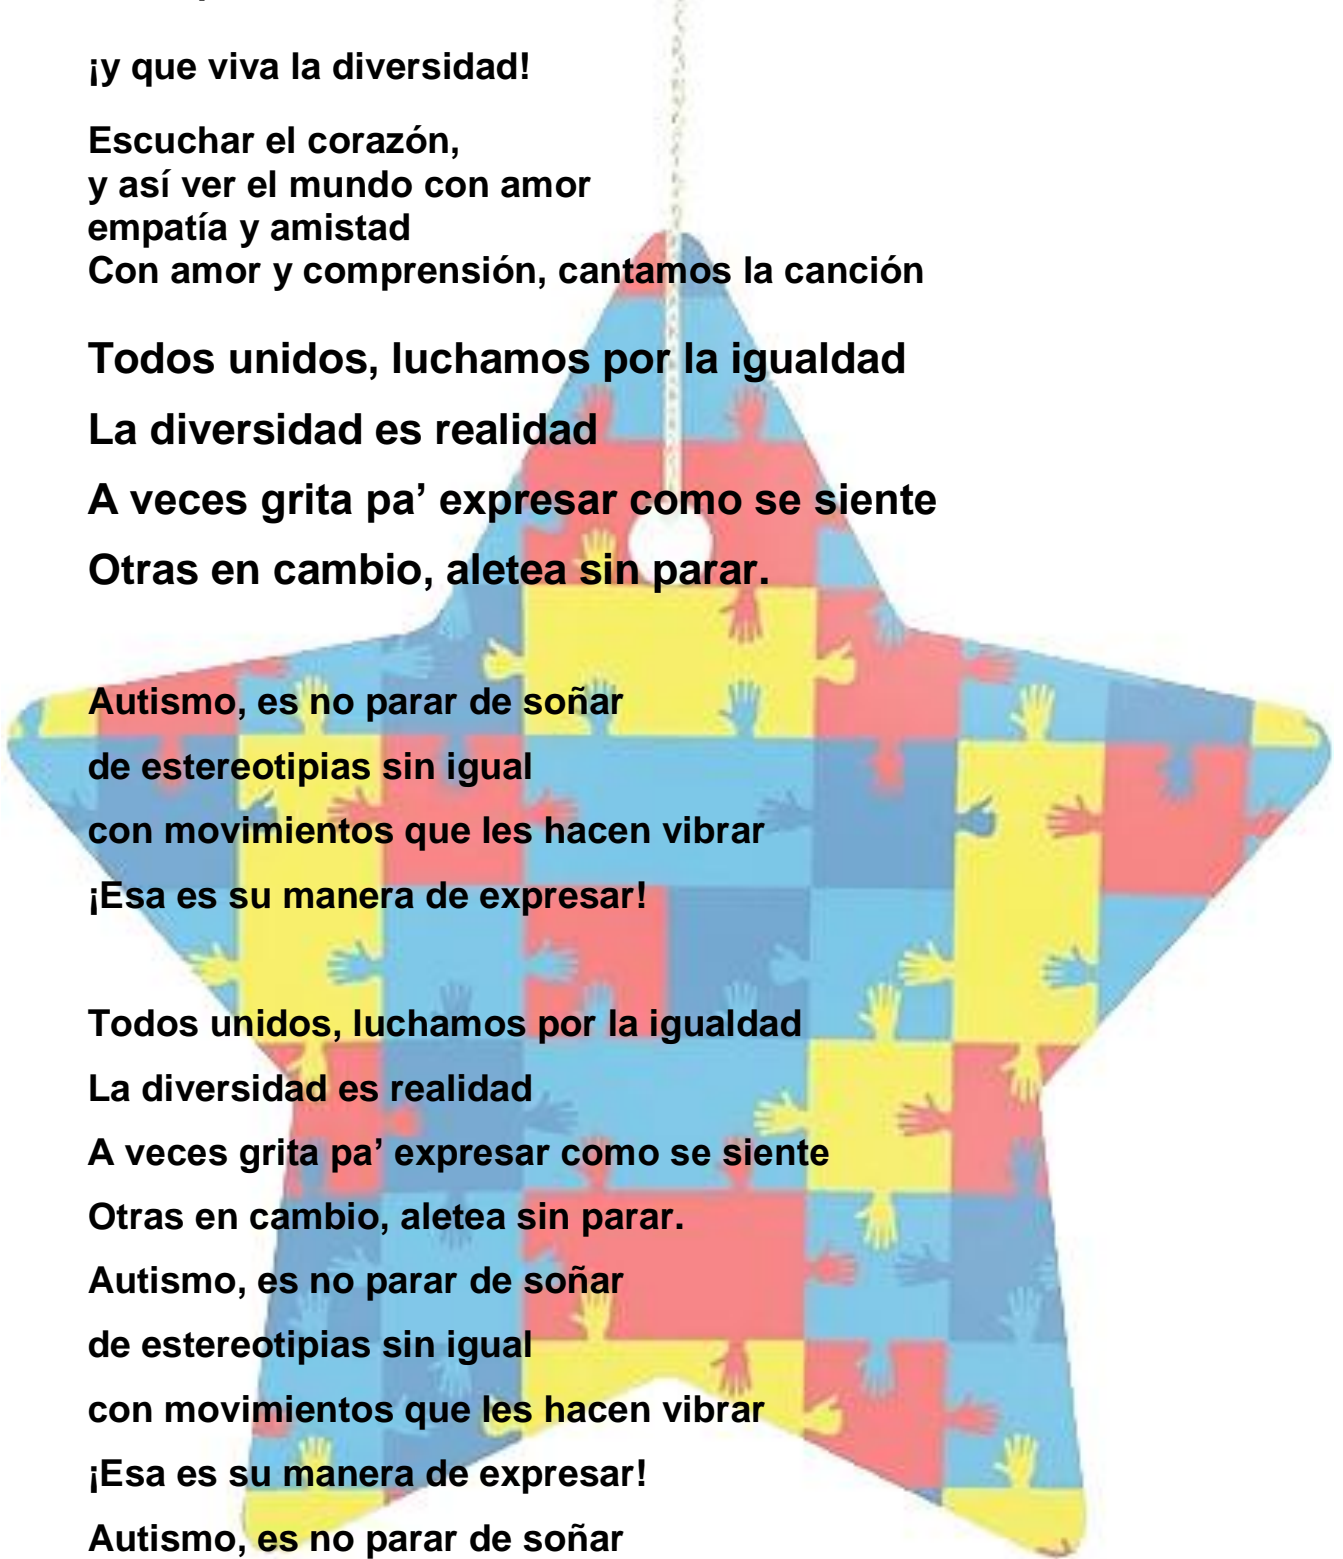 ¡y que viva la diversidad!
Escuchar el corazón,
y así ver el mundo con amor
empatía y amistad
Con amor y comprensión, cantamos la canción
Todos unidos, luchamos por la igualdad
La diversidad es realidad
A veces grita pa’ expresar como se siente
Otras en cambio, aletea sin parar.
Autismo, es no parar de soñar
de estereotipias sin igual
con movimientos que les hacen vibrar
¡Esa es su manera de expresar!
Todos unidos, luchamos por la igualdad
La diversidad es realidad
A veces grita pa’ expresar como se siente
Otras en cambio, aletea sin parar.
Autismo, es no parar de soñar
de estereotipias sin igual
con movimientos que les hacen vibrar
¡Esa es su manera de expresar!
Autismo, es no parar de soñar